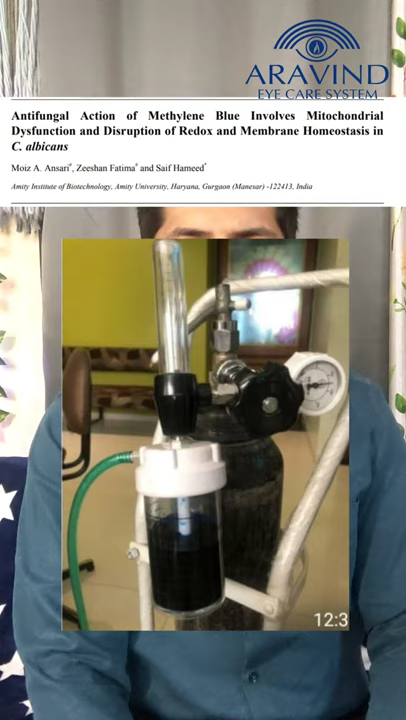 ARAVIND
EYE CARE SYSTEM
Antifungal Action of Methylene Blue Involves Mitochondrial
Dysfunction and Disruption of Redox and Membrane Homeostasis in
C. albicans
Moiz A. Ansari#, Zeeshan Fatima# and Saif Hameed*
Amity Institute of Biotechnology, Amity University, Haryana, Gurgaon (Manesar) -122413, India
12:3